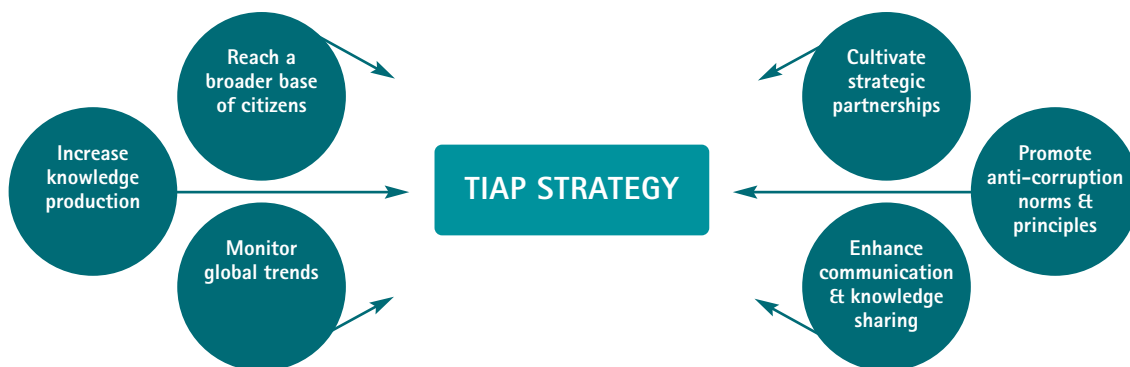 Reach a
broader base
of citizens
Increase
knowledge
production
Monitor
global trends
TIAP STRATEGY
Cultivate
strategic
partnerships
Promote
anti-corruption
norms &
principles
Enhance
communication
& knowledge
sharing